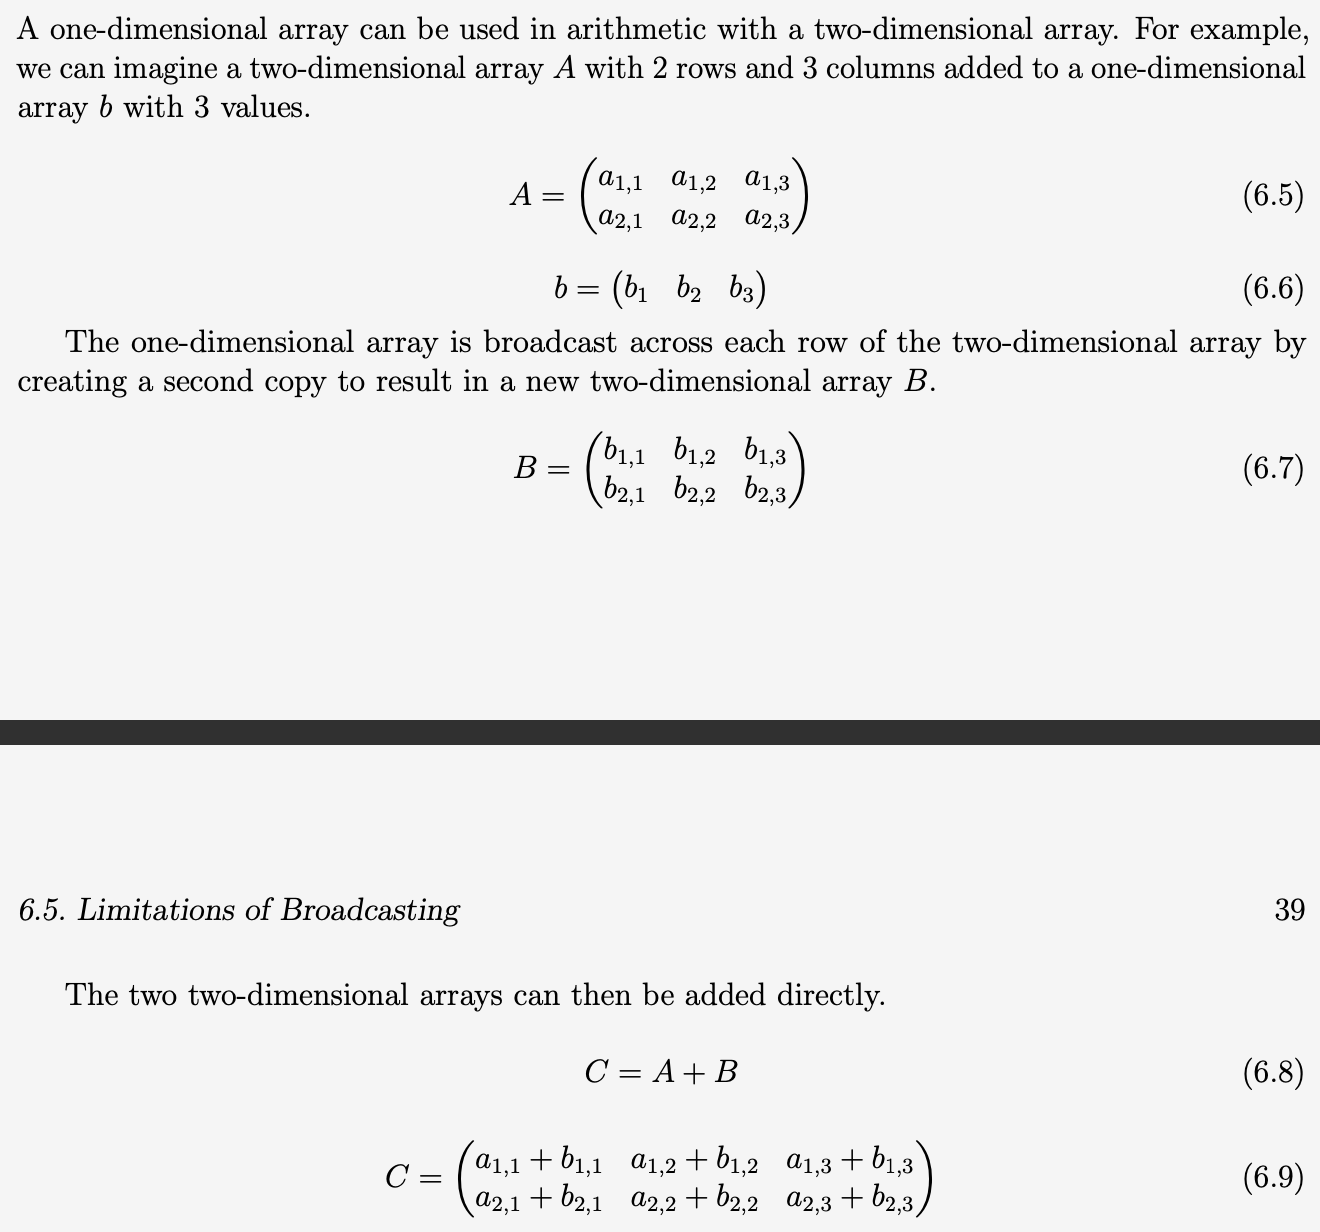 A one-dimensional array can be used in arithmetic with a two-dimensional array. For example,
we can imagine a two-dimensional array A with 2 rows and 3 columns added to a one-dimensional
array b with 3 values.
A = \begin{pmatrix} a_{1,1} & a_{1,2} & a_{1,3} \\ a_{2,1} & a_{2,2} & a_{2,3} \end{pmatrix} (6.5)
b = \begin{pmatrix} b_1 & b_2 & b_3 \end{pmatrix} (6.6)
The one-dimensional array is broadcast across each row of the two-dimensional array by
creating a second copy to result in a new two-dimensional array B.
B = \begin{pmatrix} b_{1,1} & b_{1,2} & b_{1,3} \\ b_{2,1} & b_{2,2} & b_{2,3} \end{pmatrix} (6.7)
6.5. Limitations of Broadcasting 39
The two two-dimensional arrays can then be added directly.
C = A + B (6.8)
C = \begin{pmatrix} a_{1,1} + b_{1,1} & a_{1,2} + b_{1,2} & a_{1,3} + b_{1,3} \\ a_{2,1} + b_{2,1} & a_{2,2} + b_{2,2} & a_{2,3} + b_{2,3} \end{pmatrix} (6.9)